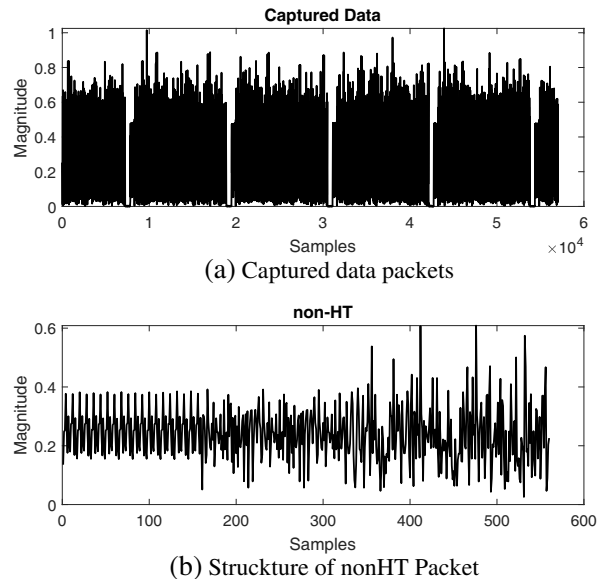 Captured Data
1
0.8
0.6
0.4
0.2
0
Magnitude
0 1 2 3 4 5 6
Samples
×10⁴
(a) Captured data packets
non-HT
0.6
0.4
0.2
0
Magnitude
0 100 200 300 400 500 600
Samples
(b) Struckture of nonHT Packet